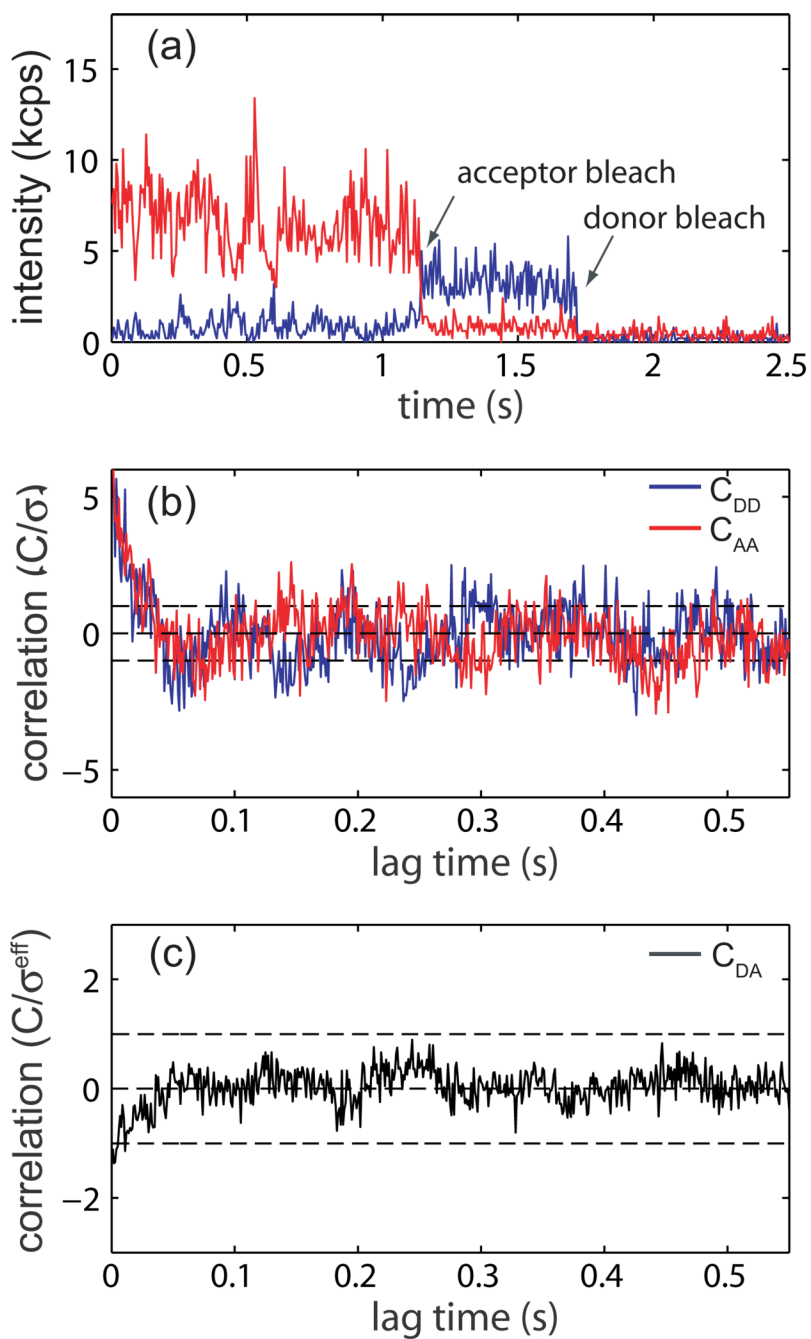 (a)
intensity (kcps)
15
10
5
0
acceptor bleach
donor bleach
0 0.5 1 1.5 2 2.5
time (s)
(b)
correlation (C/σ)
5
0
−5
C_DD
C_AA
0 0.1 0.2 0.3 0.4 0.5
lag time (s)
(c)
correlation (C/σ^eff)
2
0
−2
C_DA
0 0.1 0.2 0.3 0.4 0.5
lag time (s)